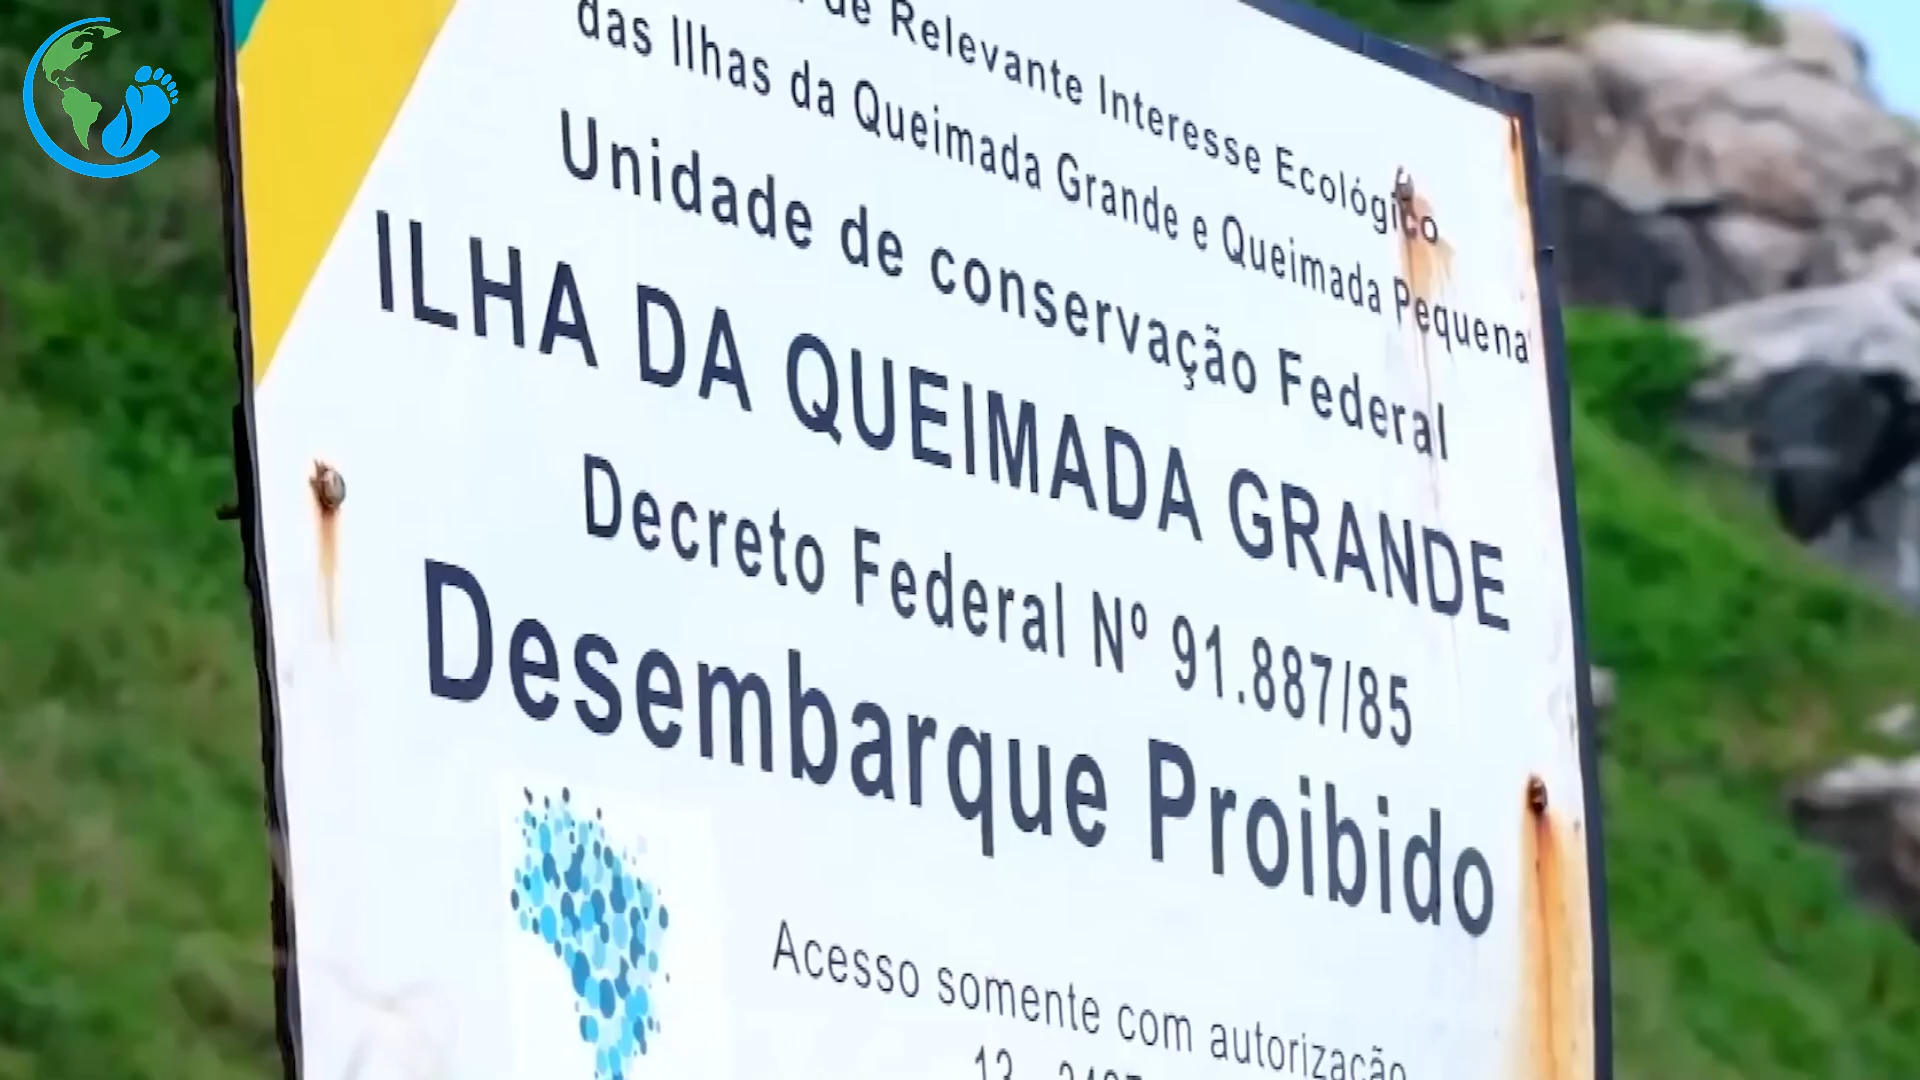 de Relevante Interesse Ecológico
das Ilhas da Queimada Grande e Queimada Pequena
Unidade de conservação Federal
ILHA DA QUEIMADA GRANDE
Decreto Federal Nº 91.887/85
Desembarque Proibido
Acesso somente com autorização
13